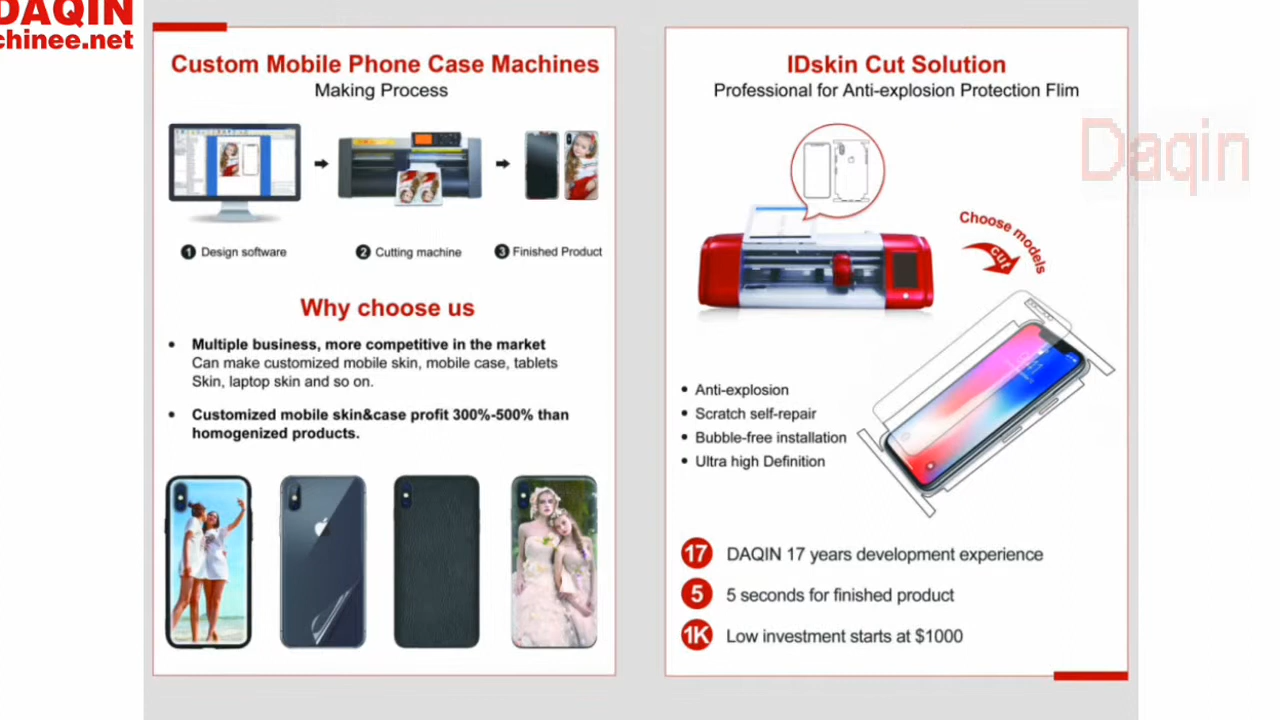 DAQIN
chinee.net
Custom Mobile Phone Case Machines
Making Process
1 Design software
2 Cutting machine
3 Finished Product
Why choose us
• Multiple business, more competitive in the market
Can make customized mobile skin, mobile case, tablets
Skin, laptop skin and so on.
• Customized mobile skin&case profit 300%-500% than
homogenized products.
IDskin Cut Solution
Professional for Anti-explosion Protection Flim
Daqin
Choose models
cut
• Anti-explosion
• Scratch self-repair
• Bubble-free installation
• Ultra high Definition
17 DAQIN 17 years development experience
5 5 seconds for finished product
1K Low investment starts at $1000